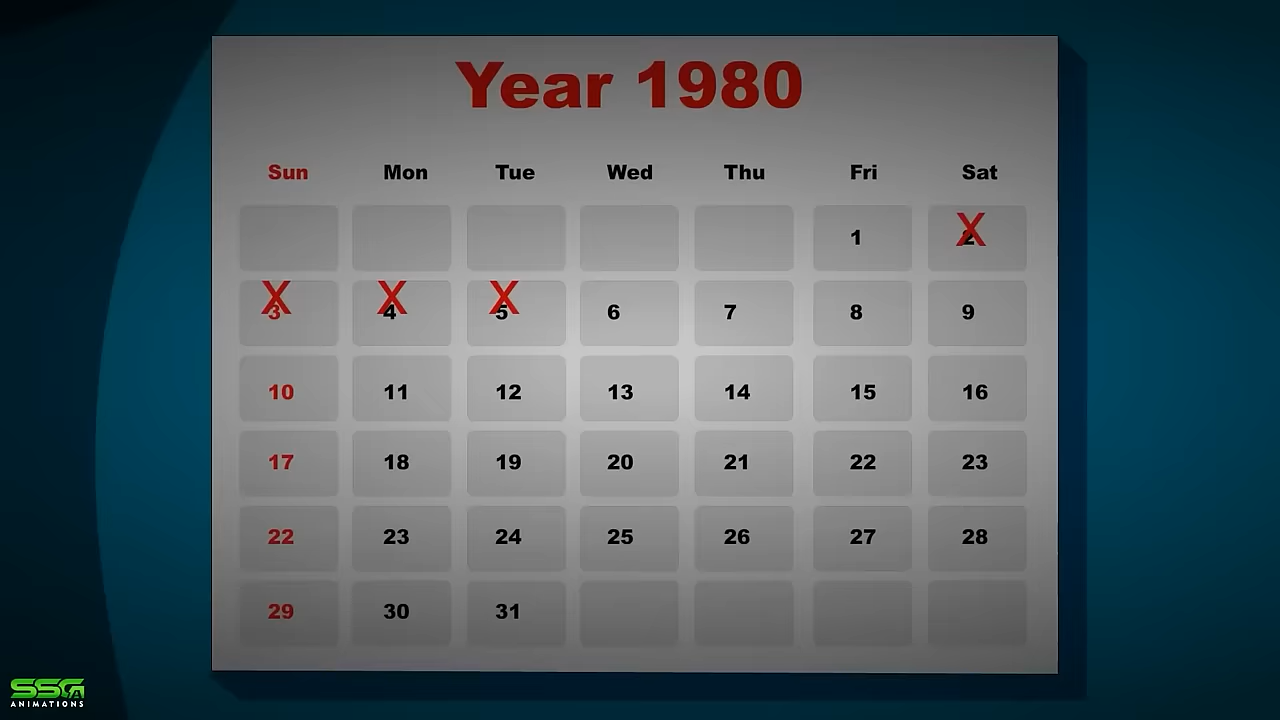 Year 1980
Sun Mon Tue Wed Thu Fri Sat
1 X 2
X 3 X 4 X 5 6 7 8 9
10 11 12 13 14 15 16
17 18 19 20 21 22 23
22 23 24 25 26 27 28
29 30 31
SSGA
ANIMATIONS